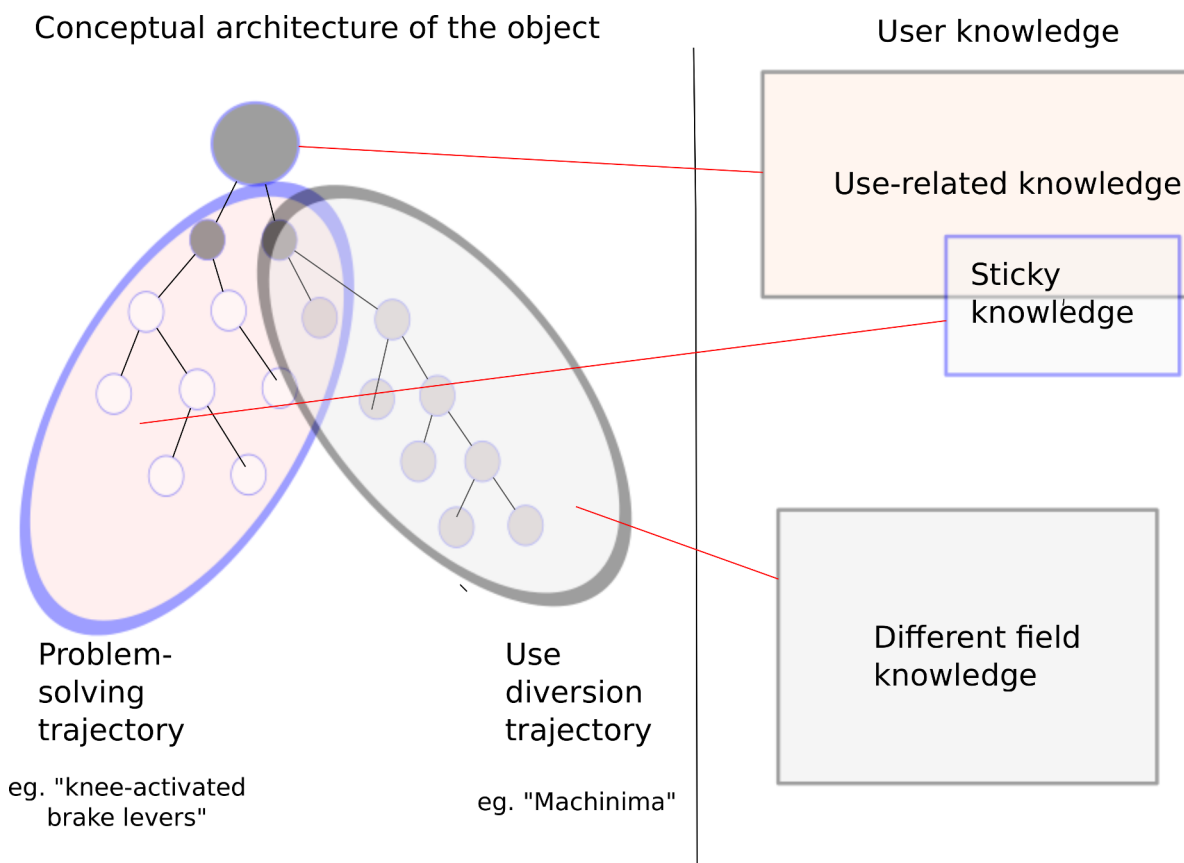 Conceptual architecture of the object
User knowledge
Use-related knowledge
Sticky
knowledge
Different field
knowledge
Problem-
solving
trajectory
eg. "knee-activated
brake levers"
Use
diversion
trajectory
eg. "Machinima"